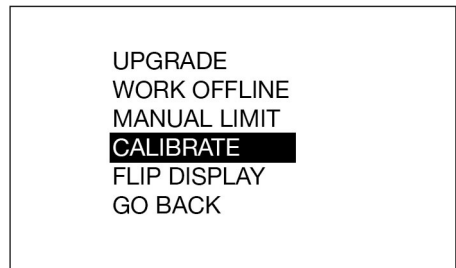 UPGRADE
WORK OFFLINE
MANUAL LIMIT
CALIBRATE
FLIP DISPLAY
GO BACK